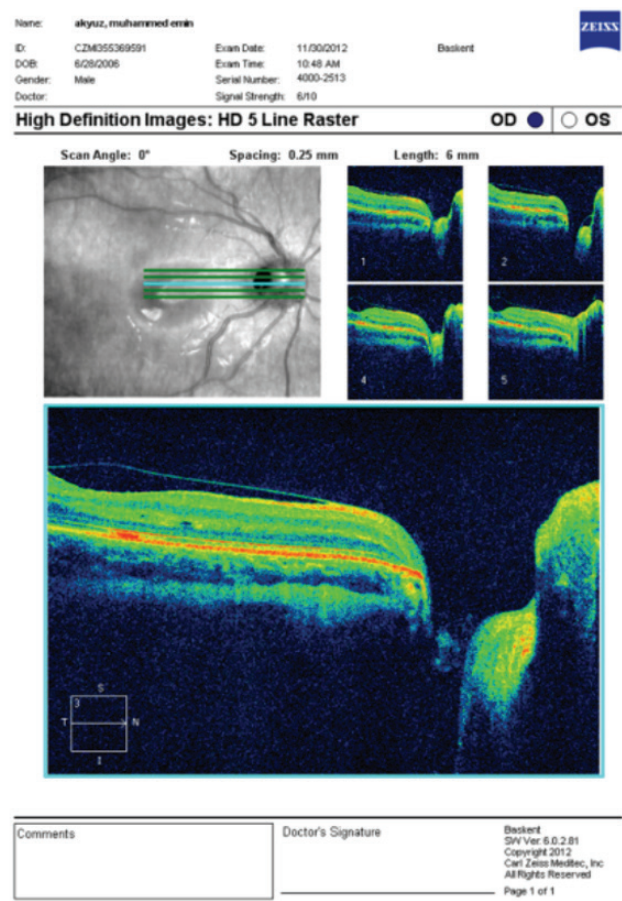 Name: akyuz, muhammed emin
ZEISS
ID: CZMI355369591 Exam Date: 11/30/2012 Baskent
DOB: 6/28/2006 Exam Time: 10:48 AM
Gender: Male Serial Number: 4000-2513
Doctor: Signal Strength: 6/10
High Definition Images: HD 5 Line Raster OD OS
Scan Angle: 0° Spacing: 0.25 mm Length: 6 mm
1 2
4 5
S
3
T N
I
Comments Doctor's Signature Baskent
SW Ver: 6.0.2.81
Copyright 2012
Carl Zeiss Meditec, Inc
All Rights Reserved
Page 1 of 1